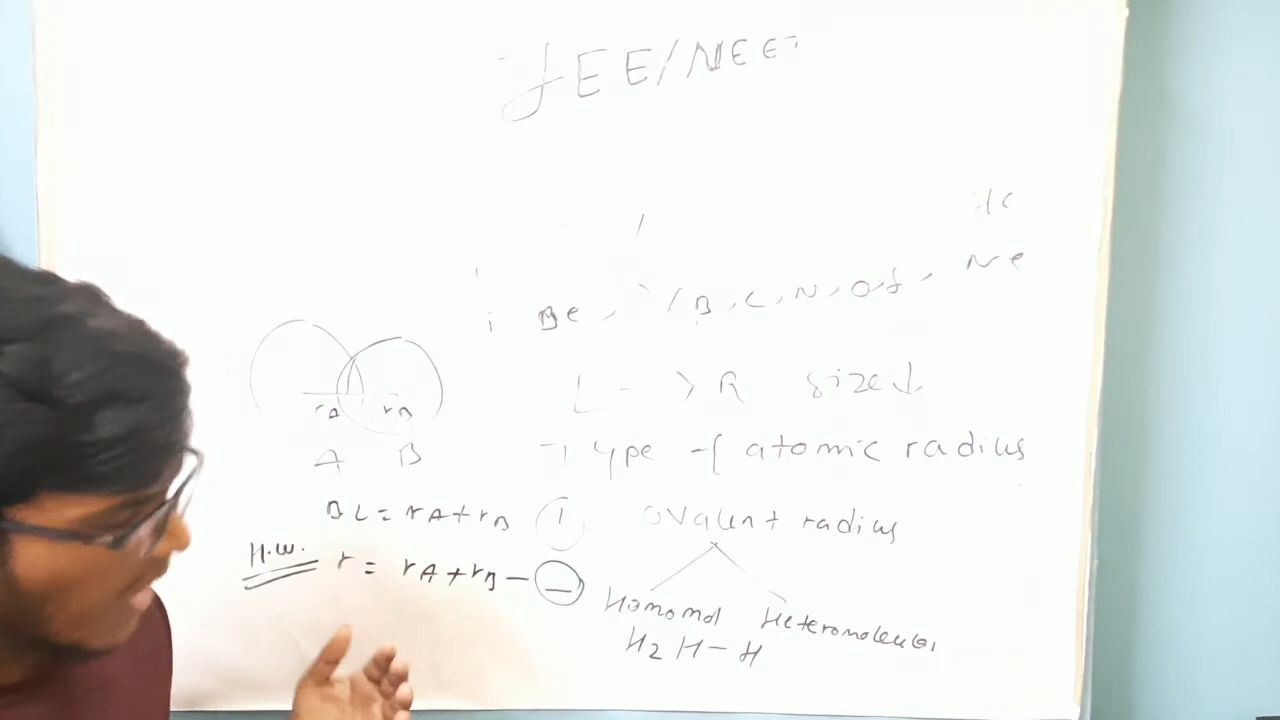 JEE/NEET
He
Be, B, C, N, O, f, Ne
L -> R size ↓
rA rB
A B
Type of atomic radius
BL = rA + rB ① ovalent radius
H.W. r = rA + rB -
Homomol Heteromolecul
H2 H-H